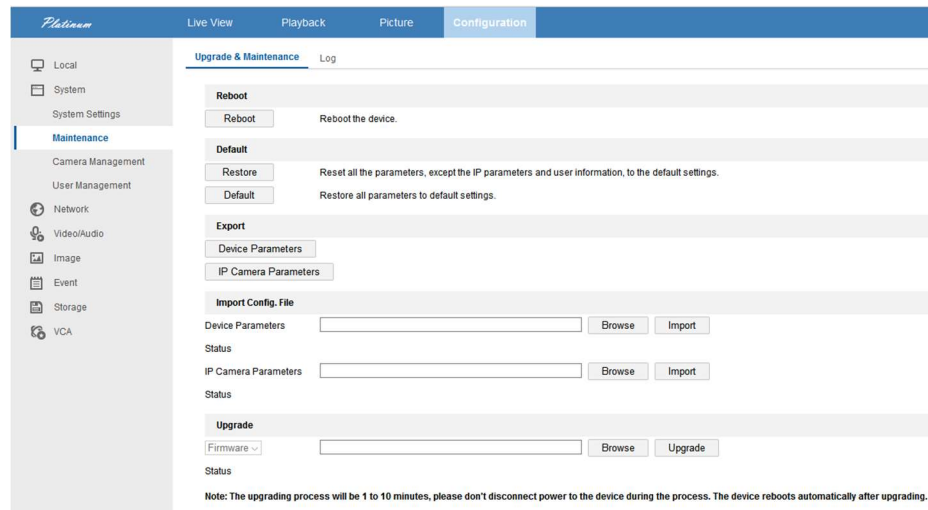 Platinum Live View Playback Picture Configuration
Local
System
System Settings
Maintenance
Camera Management
User Management
Network
Video/Audio
Image
Event
Storage
VCA
Upgrade & Maintenance Log
Reboot
Reboot Reboot the device.
Default
Restore Reset all the parameters, except the IP parameters and user information, to the default settings.
Default Restore all parameters to default settings.
Export
Device Parameters
IP Camera Parameters
Import Config. File
Device Parameters Browse Import
Status
IP Camera Parameters Browse Import
Status
Upgrade
Firmware Browse Upgrade
Status
Note: The upgrading process will be 1 to 10 minutes, please don't disconnect power to the device during the process. The device reboots automatically after upgrading.